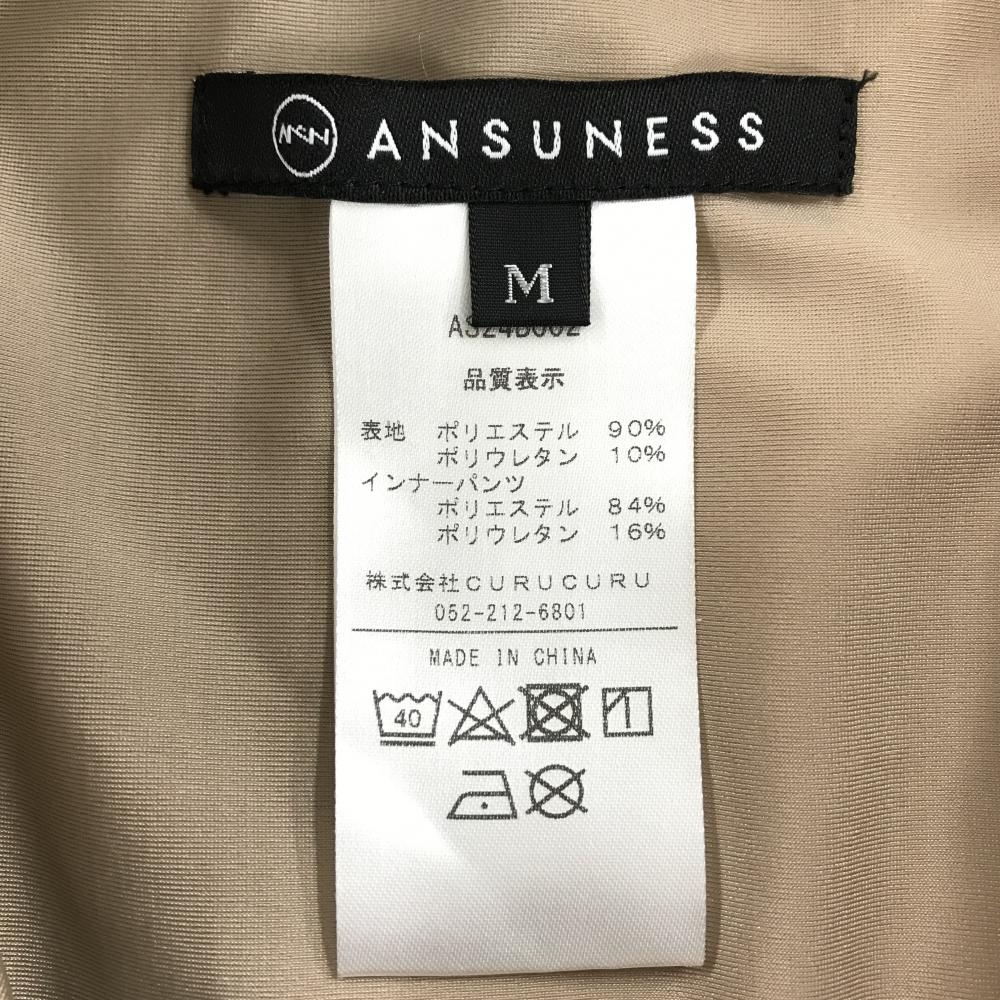 ANSUNESS
M
品質表示
表地 ポリエステル 90%
ポリウレタン 10%
インナーパンツ
ポリエステル 84%
ポリウレタン 16%
株式会社CURUCURU
052-212-6801
MADE IN CHINA
40